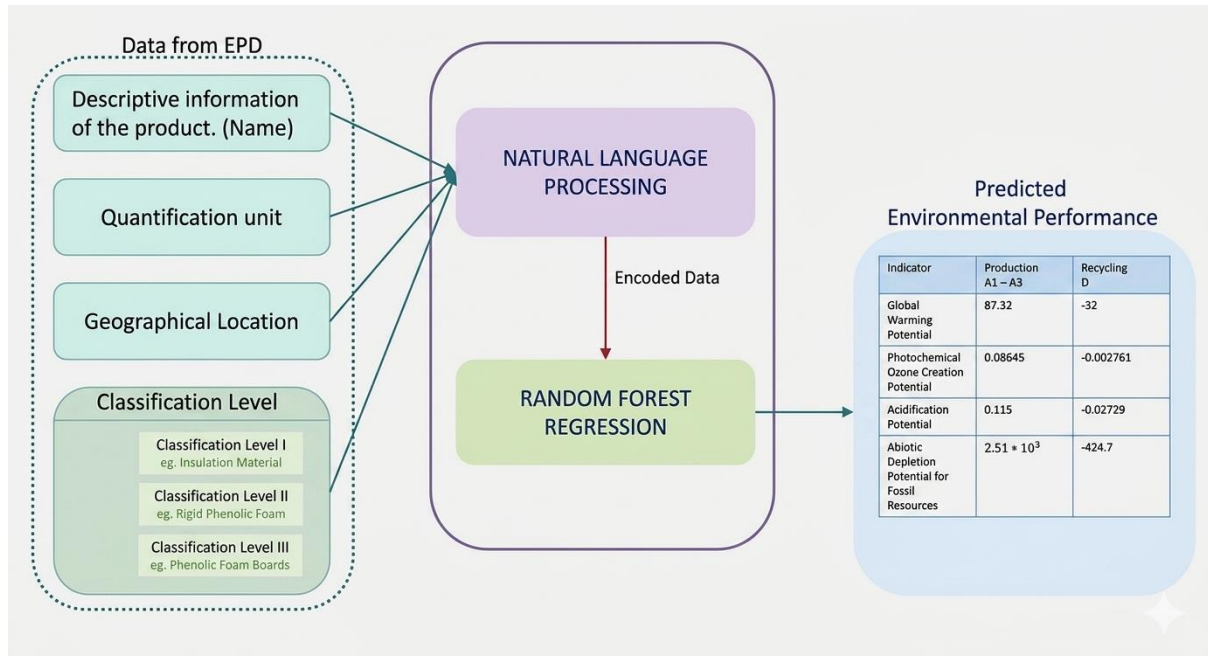 Data from EPD
Descriptive information
of the product. (Name)
Quantification unit
Geographical Location
Classification Level
Classification Level I
eg. Insulation Material
Classification Level II
eg. Rigid Phenolic Foam
Classification Level III
eg. Phenolic Foam Boards
NATURAL LANGUAGE
PROCESSING
Encoded Data
RANDOM FOREST
REGRESSION
Predicted
Environmental Performance
Indicator
Production
A1 – A3
Recycling
D
Global
Warming
Potential
87.32
-32
Photochemical
Ozone Creation
Potential
0.08645
-0.002761
Acidification
Potential
0.115
-0.02729
Abiotic
Depletion
Potential for
Fossil
Resources
2.51 * 10³
-424.7